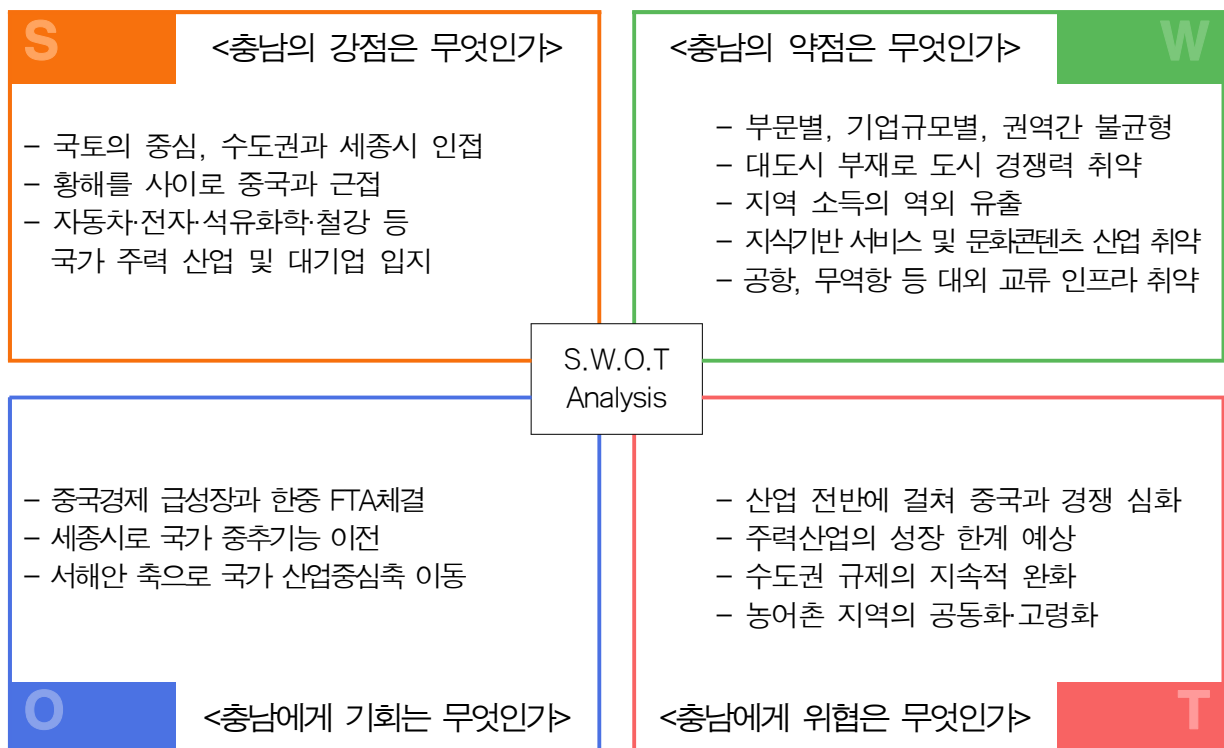 S
<충남의 강점은 무엇인가>
– 국토의 중심, 수도권과 세종시 인접
– 황해를 사이로 중국과 근접
– 자동차·전자·석유화학·철강 등
국가 주력 산업 및 대기업 입지
<충남의 약점은 무엇인가>
W
– 부문별, 기업규모별, 권역간 불균형
– 대도시 부재로 도시 경쟁력 취약
– 지역 소득의 역외 유출
– 지식기반 서비스 및 문화콘텐츠 산업 취약
– 공항, 무역항 등 대외 교류 인프라 취약
S.W.O.T
Analysis
– 중국경제 급성장과 한중 FTA체결
– 세종시로 국가 중추기능 이전
– 서해안 축으로 국가 산업중심축 이동
O
<충남에게 기회는 무엇인가>
– 산업 전반에 걸쳐 중국과 경쟁 심화
– 주력산업의 성장 한계 예상
– 수도권 규제의 지속적 완화
– 농어촌 지역의 공동화·고령화
<충남에게 위협은 무엇인가>
T